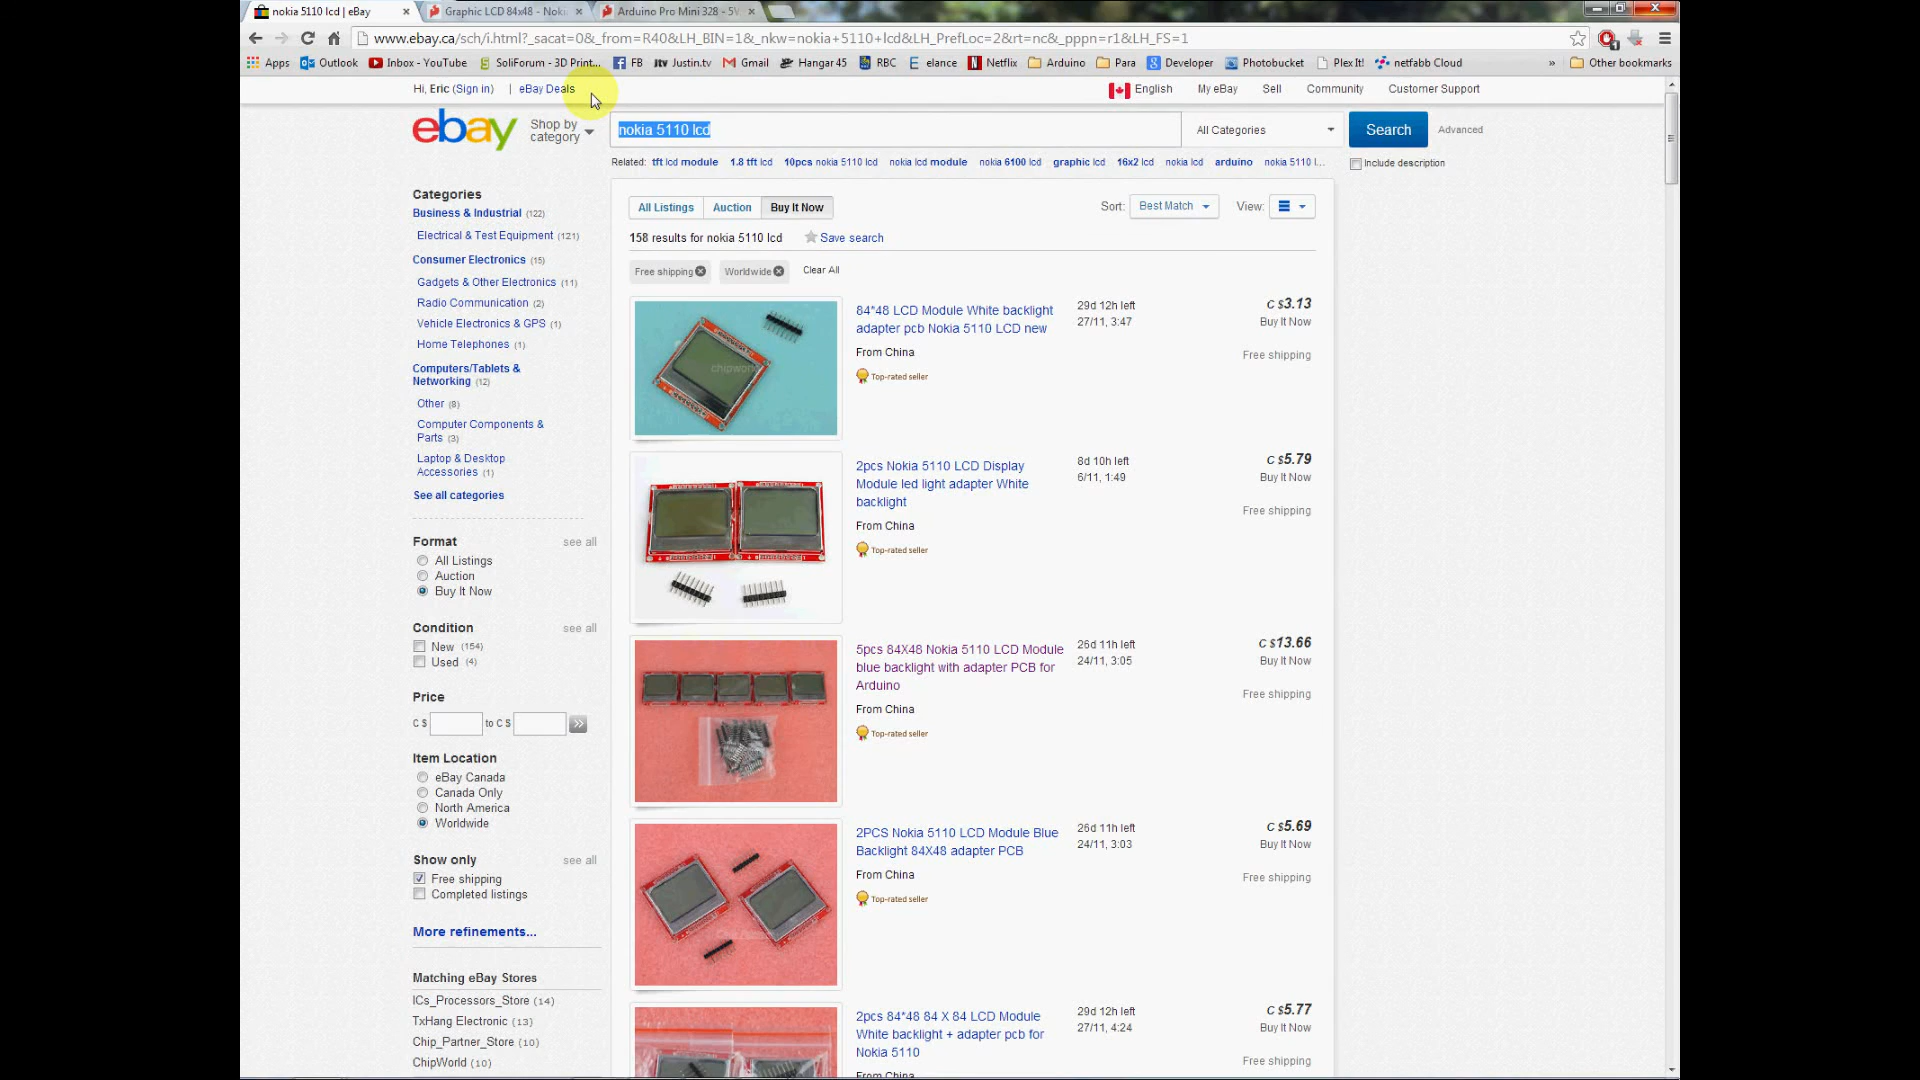 nokia 5110 lcd | eBay
Graphic LCD 84x48 - Noki
Arduino Pro Mini 328 - 5V
www.ebay.ca/sch/i.html?_sacat=0&_from=R40&LH_BIN=1&_nkw=nokia+5110+lcd&LH_PrefLoc=2&rt=nc&_pppn=r1&LH_FS=1
Apps Outlook Inbox - YouTube SoliForum - 3D Print... FB Justin.tv Gmail Hangar 45 RBC elance Netflix Arduino Para Developer Photobucket Plex It! netfabb Cloud » Other bookmarks
Hi, Eric (Sign in) | eBay Deals English My eBay Sell Community Customer Support
ebay
Shop by
category
nokia 5110 lcd
All Categories
Search
Advanced
Related: tft lcd module 1.8 tft lcd 10pcs nokia 5110 lcd nokia lcd module nokia 6100 lcd graphic lcd 16x2 lcd nokia lcd arduino nokia 5110 l...
Include description
Categories
Business & Industrial (122)
Electrical & Test Equipment (121)
Consumer Electronics (15)
Gadgets & Other Electronics (11)
Radio Communication (2)
Vehicle Electronics & GPS (1)
Home Telephones (1)
Computers/Tablets &
Networking (12)
Other (8)
Computer Components &
Parts (3)
Laptop & Desktop
Accessories (1)
See all categories
Format see all
All Listings
Auction
Buy It Now
Condition see all
New (154)
Used (4)
Price
C $ to C $ >>
Item Location
eBay Canada
Canada Only
North America
Worldwide
Show only see all
Free shipping
Completed listings
More refinements...
Matching eBay Stores
ICs_Processors_Store (14)
TxHang Electronic (13)
Chip_Partner_Store (10)
ChipWorld (10)
All Listings Auction Buy It Now
Sort: Best Match View:
158 results for nokia 5110 lcd Save search
Free shipping Worldwide Clear All
84*48 LCD Module White backlight
adapter pcb Nokia 5110 LCD new
From China
Top-rated seller
29d 12h left
27/11, 3:47
C $3.13
Buy It Now
Free shipping
2pcs Nokia 5110 LCD Display
Module led light adapter White
backlight
From China
Top-rated seller
8d 10h left
6/11, 1:49
C $5.79
Buy It Now
Free shipping
5pcs 84X48 Nokia 5110 LCD Module
blue backlight with adapter PCB for
Arduino
From China
Top-rated seller
26d 11h left
24/11, 3:05
C $13.66
Buy It Now
Free shipping
2PCS Nokia 5110 LCD Module Blue
Backlight 84X48 adapter PCB
From China
Top-rated seller
26d 11h left
24/11, 3:03
C $5.69
Buy It Now
Free shipping
2pcs 84*48 84 X 84 LCD Module
White backlight + adapter pcb for
Nokia 5110
From China
29d 12h left
27/11, 4:24
C $5.77
Buy It Now
Free shipping